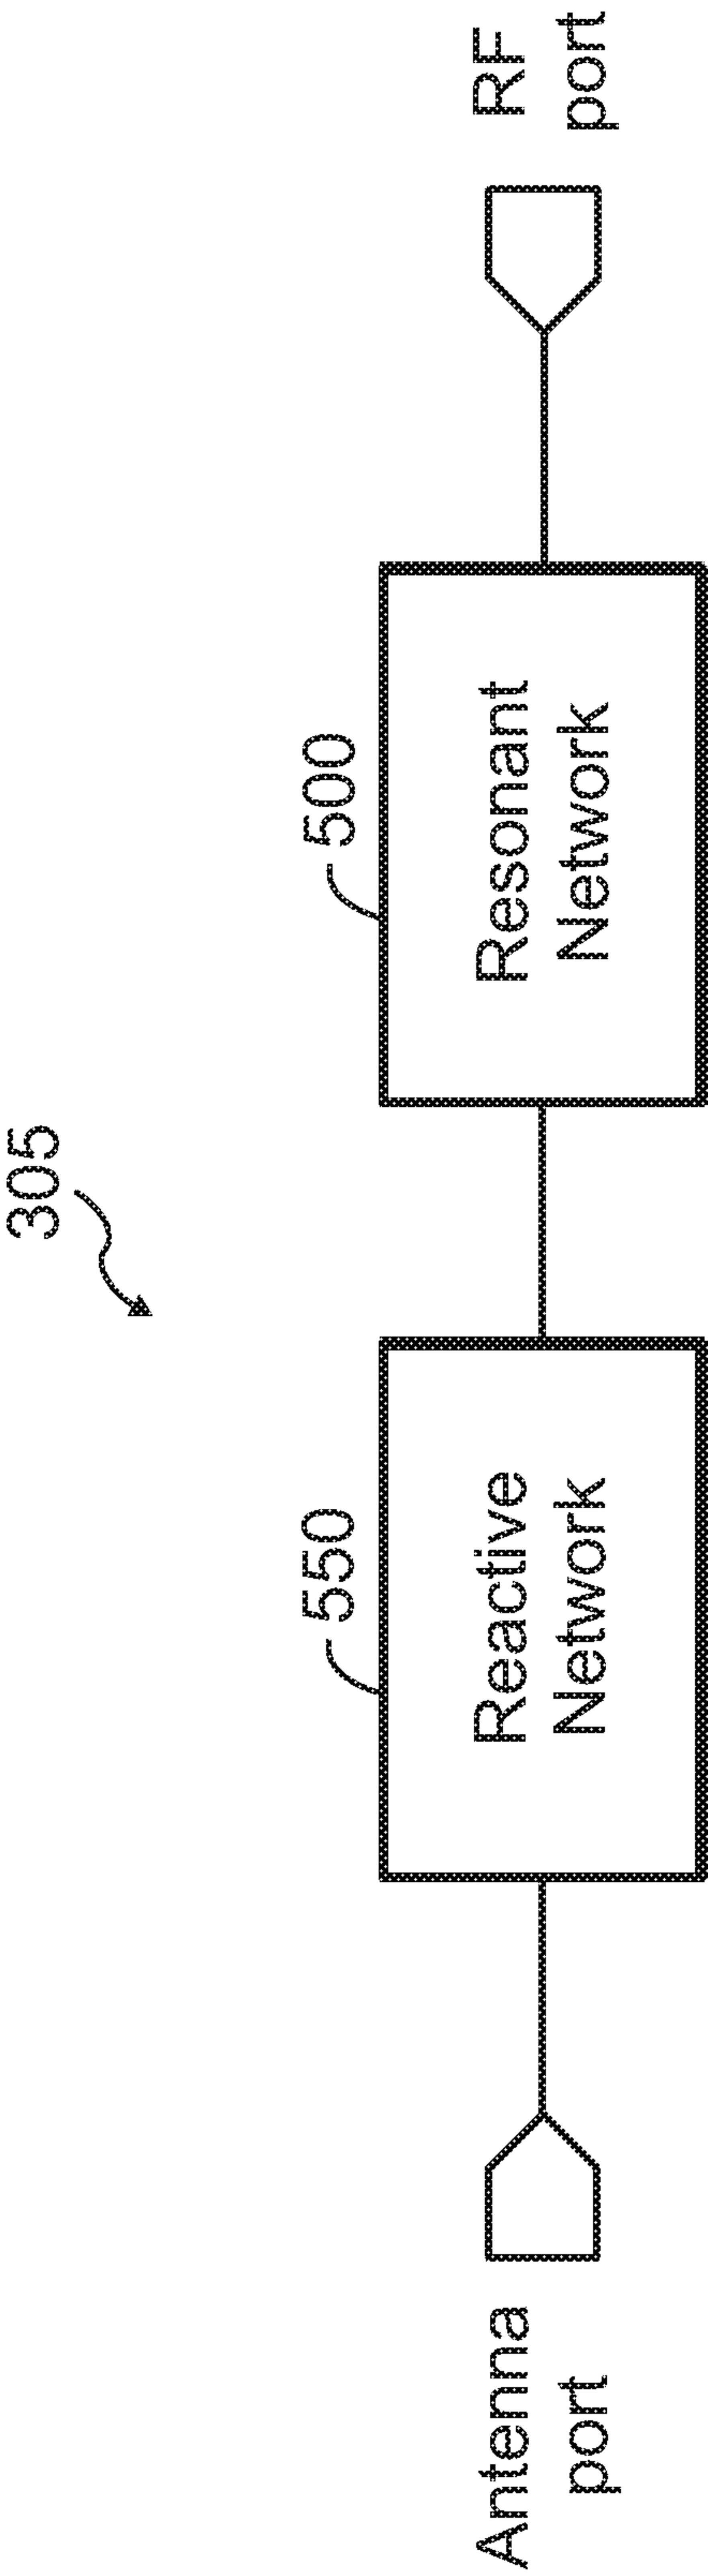 305
Antenna
port
550
Reactive
Network
500
Resonant
Network
RF
port